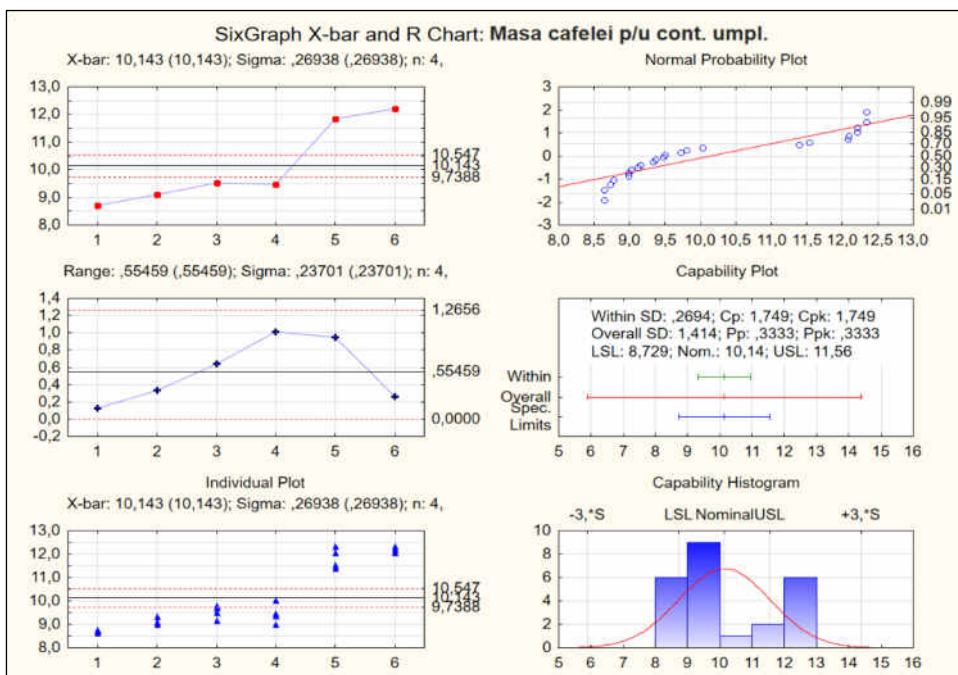 SixGraph X-bar and R Chart: Masa cafelei p/u cont. umpl.
X-bar: 10,143 (10,143); Sigma: ,26938 (,26938); n: 4,
13,0
12,0
11,0
10,0
9,0
8,0
10,547
10,143
9,7388
1 2 3 4 5 6
Normal Probability Plot
3
2
1
0
-1
-2
-3
0.99
0.95
0.85
0.70
0.50
0.30
0.15
0.05
0.01
8,0 8,5 9,0 9,5 10,0 10,5 11,0 11,5 12,0 12,5 13,0
Range: ,55459 (,55459); Sigma: ,23701 (,23701); n: 4,
1,4
1,2
1,0
0,8
0,6
0,4
0,2
0,0
-0,2
1,2656
,55459
0,0000
1 2 3 4 5 6
Capability Plot
Within SD: ,2694; Cp: 1,749; Cpk: 1,749
Overall SD: 1,414; Pp: ,3333; Ppk: ,3333
LSL: 8,729; Nom.: 10,14; USL: 11,56
Within
Overall
Spec.
Limits
5 6 7 8 9 10 11 12 13 14 15 16
Individual Plot
X-bar: 10,143 (10,143); Sigma: ,26938 (,26938); n: 4,
13,0
12,0
11,0
10,0
9,0
8,0
10,547
10,143
9,7388
1 2 3 4 5 6
Capability Histogram
-3,*S LSL Nominal USL +3,*S
10
8
6
4
2
0
5 6 7 8 9 10 11 12 13 14 15 16